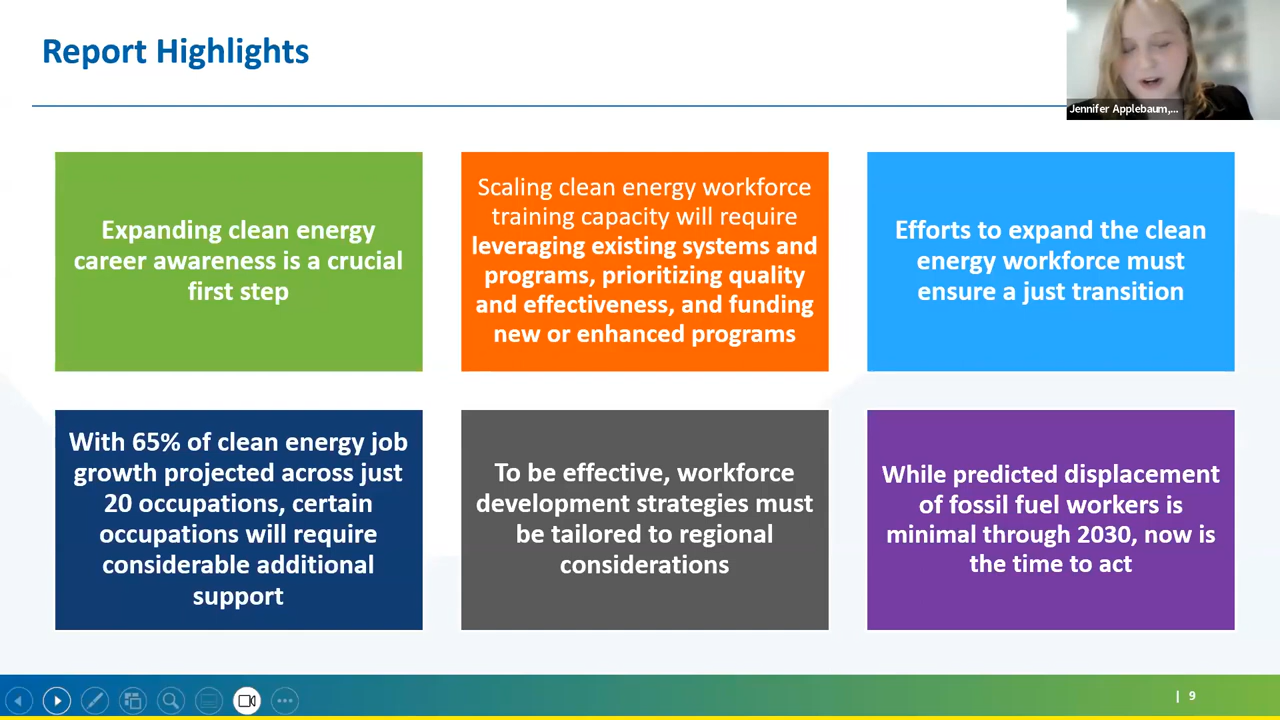 Report Highlights
Jennifer Applebaum,...
Expanding clean energy
career awareness is a crucial
first step
Scaling clean energy workforce
training capacity will require
leveraging existing systems and
programs, prioritizing quality
and effectiveness, and funding
new or enhanced programs
Efforts to expand the clean
energy workforce must
ensure a just transition
With 65% of clean energy job
growth projected across just
20 occupations, certain
occupations will require
considerable additional
support
To be effective, workforce
development strategies must
be tailored to regional
considerations
While predicted displacement
of fossil fuel workers is
minimal through 2030, now is
the time to act
| 9